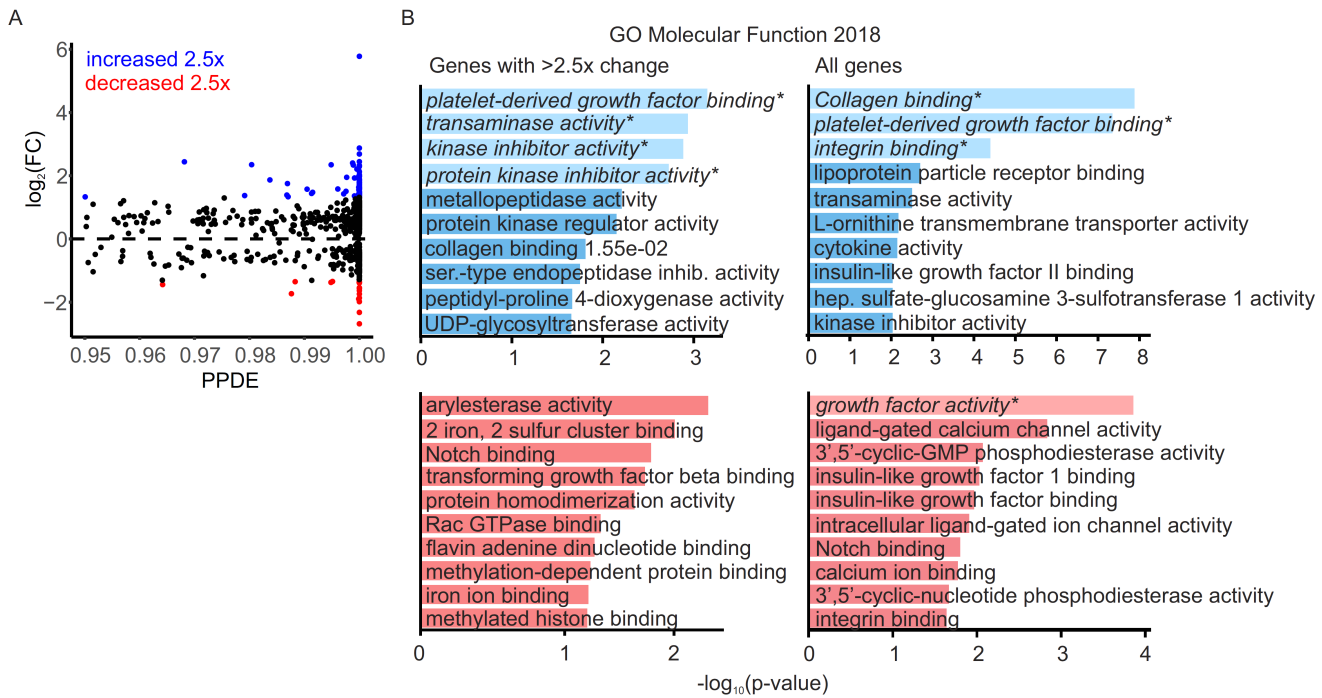 A
6
4
2
0
−2
log2(FC)
increased 2.5x
decreased 2.5x
0.95 0.96 0.97 0.98 0.99 1.00
PPDE
B
GO Molecular Function 2018
Genes with >2.5x change
platelet-derived growth factor binding*
transaminase activity*
kinase inhibitor activity*
protein kinase inhibitor activity*
metallopeptidase activity
protein kinase regulator activity
collagen binding 1.55e-02
ser.-type endopeptidase inhib. activity
peptidyl-proline 4-dioxygenase activity
UDP-glycosyltransferase activity
0 1 2 3
All genes
Collagen binding*
platelet-derived growth factor binding*
integrin binding*
lipoprotein particle receptor binding
transaminase activity
L-ornithine transmembrane transporter activity
cytokine activity
insulin-like growth factor II binding
hep. sulfate-glucosamine 3-sulfotransferase 1 activity
kinase inhibitor activity
0 1 2 3 4 5 6 7 8
arylesterase activity
2 iron, 2 sulfur cluster binding
Notch binding
transforming growth factor beta binding
protein homodimerization activity
Rac GTPase binding
flavin adenine dinucleotide binding
methylation-dependent protein binding
iron ion binding
methylated histone binding
0 1 2
growth factor activity*
ligand-gated calcium channel activity
3’,5’-cyclic-GMP phosphodiesterase activity
insulin-like growth factor 1 binding
insulin-like growth factor binding
intracellular ligand-gated ion channel activity
Notch binding
calcium ion binding
3’,5’-cyclic-nucleotide phosphodiesterase activity
integrin binding
0 1 2 3 4
-log10(p-value)